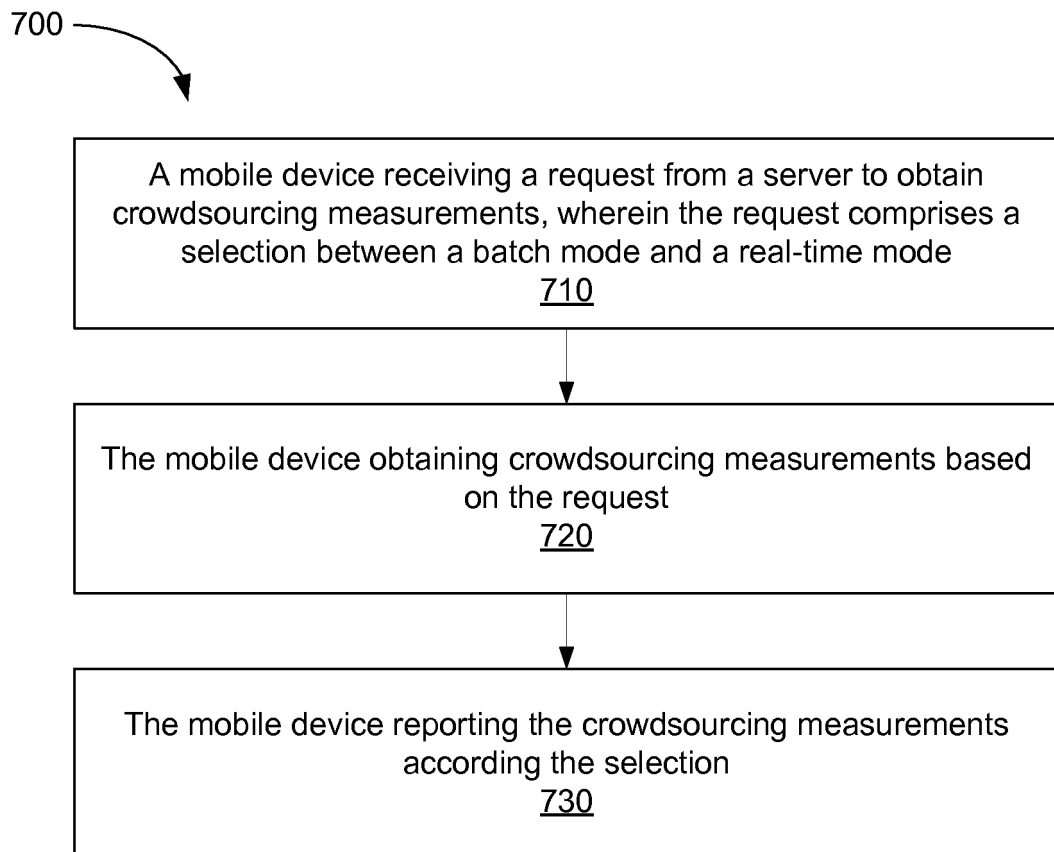 700
A mobile device receiving a request from a server to obtain
crowdsourcing measurements, wherein the request comprises a
selection between a batch mode and a real-time mode
710
The mobile device obtaining crowdsourcing measurements based
on the request
720
The mobile device reporting the crowdsourcing measurements
according the selection
730